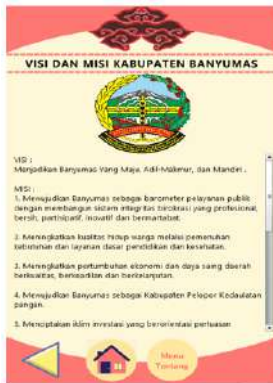 VISI DAN MISI KABUPATEN BANYUMAS
VISI :
Menjadikan Banyumas Yang Maju, Adil-Makmur, dan Mandiri .
MISI :
1. Mewujudkan Banyumas sebagai barometer pelayanan publik
dengan membangun sistem integritas birokrasi yang profesional,
bersih, partisipatif, inovatif dan bermartabat.
2. Meningkatkan kualitas hidup warga melalui pemenuhan
kebutuhan dan layanan dasar pendidikan dan kesehatan.
3. Meningkatkan pertumbuhan ekonomi dan daya saing daerah
berkualitas, berkeadilan dan berkelanjutan.
4. Mewujudkan Banyumas sebagai Kabupaten Pelopor Kedaulatan
pangan.
5. Menciptakan iklim investasi yang berorientasi perluasan
Menu
Tentang